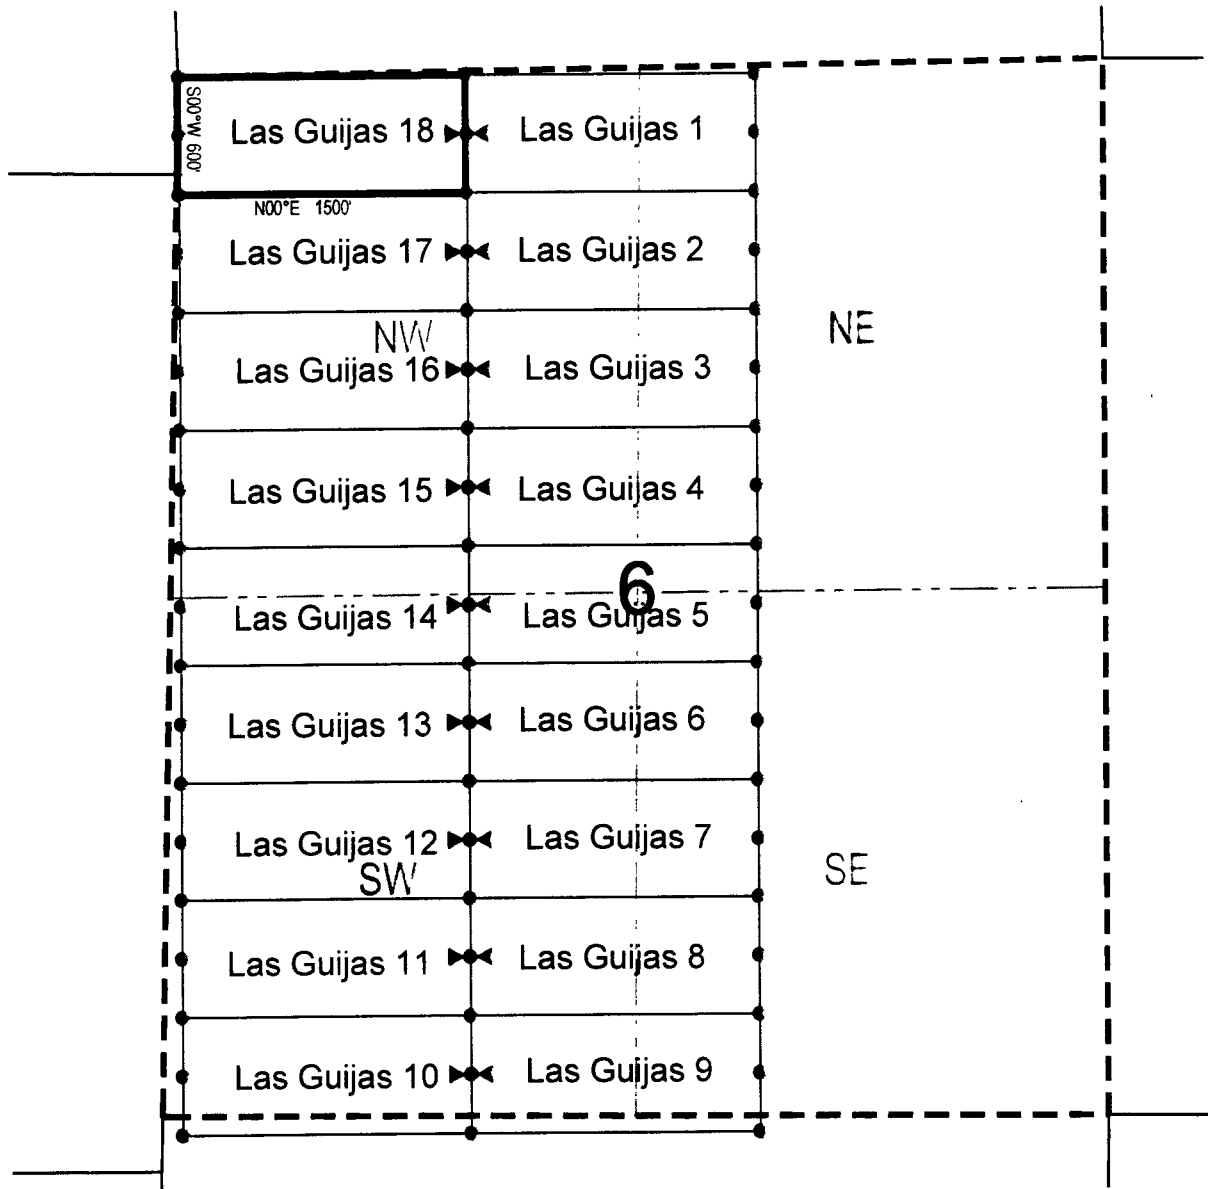 Las Guijas 18
Las Guijas 1
S00°W 600'
N00°E 1500'
Las Guijas 17
Las Guijas 2
NW
NE
Las Guijas 16
Las Guijas 3
Las Guijas 15
Las Guijas 4
6
Las Guijas 14
Las Guijas 5
Las Guijas 13
Las Guijas 6
Las Guijas 12
Las Guijas 7
SW
SE
Las Guijas 11
Las Guijas 8
Las Guijas 10
Las Guijas 9